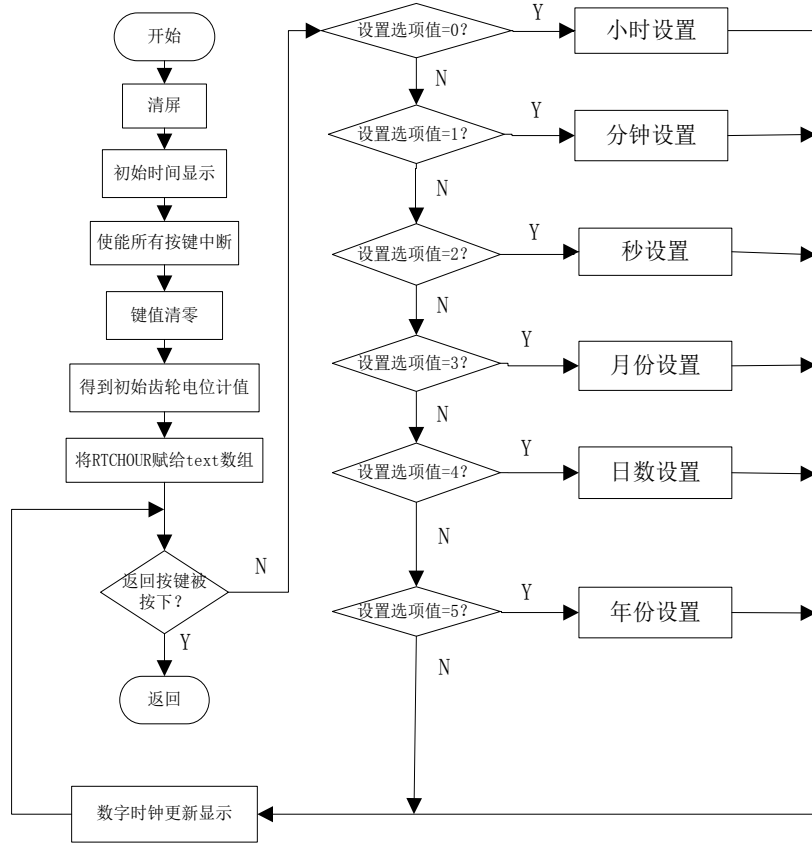 开始
清屏
初始时间显示
使能所有按键中断
键值清零
得到初始齿轮电位计值
将RTCHOUR赋给text数组
返回按键被
按下?
N
Y
返回
数字时钟更新显示
设置选项值=0?
Y
小时设置
N
设置选项值=1?
Y
分钟设置
N
设置选项值=2?
Y
秒设置
N
设置选项值=3?
Y
月份设置
N
设置选项值=4?
Y
日数设置
N
设置选项值=5?
Y
年份设置
N